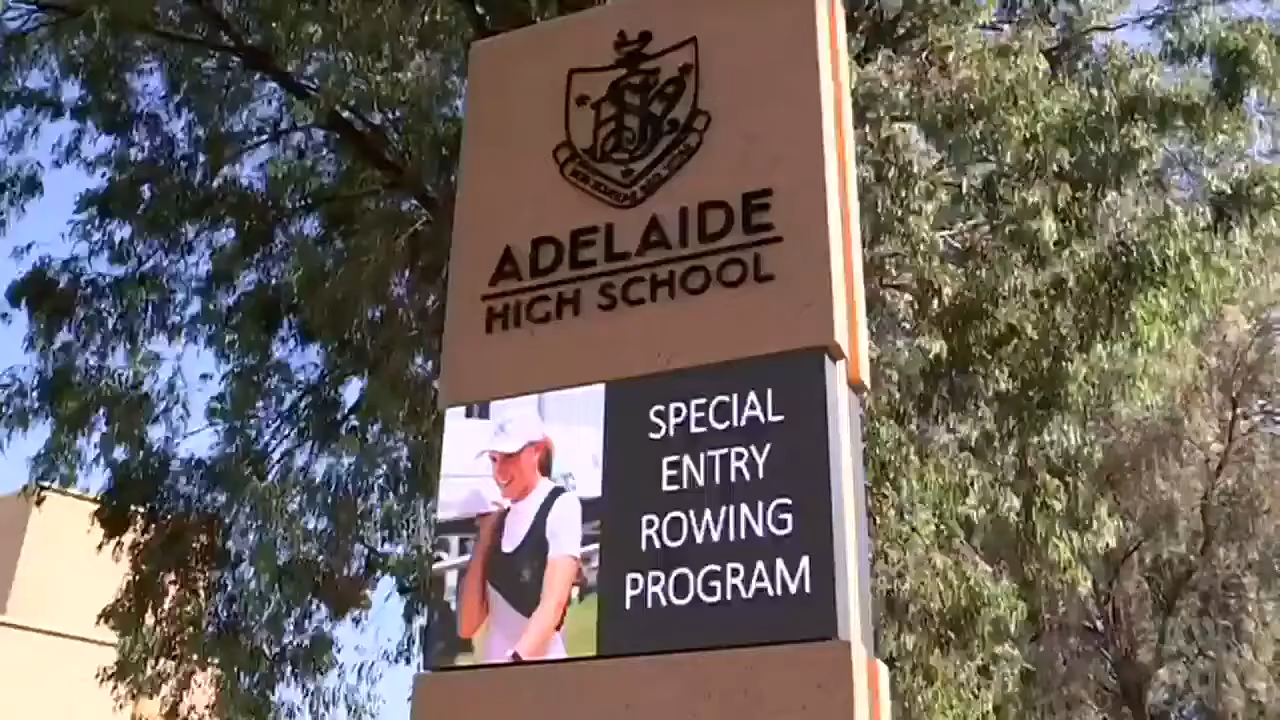 ADELAIDE
HIGH SCHOOL
SPECIAL
ENTRY
ROWING
PROGRAM